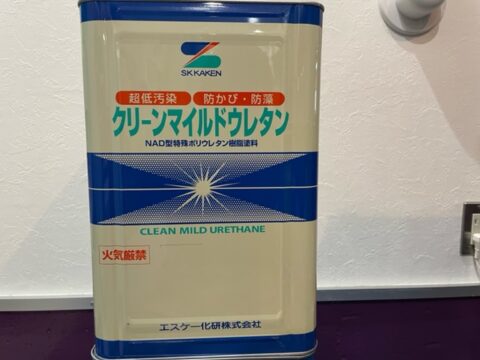 SK KAKEN
超低汚染 防かび・防藻
クリーンマイルドウレタン
NAD型特殊ポリウレタン樹脂塗料
CLEAN MILD URETHANE
火気厳禁
エスケー化研株式会社